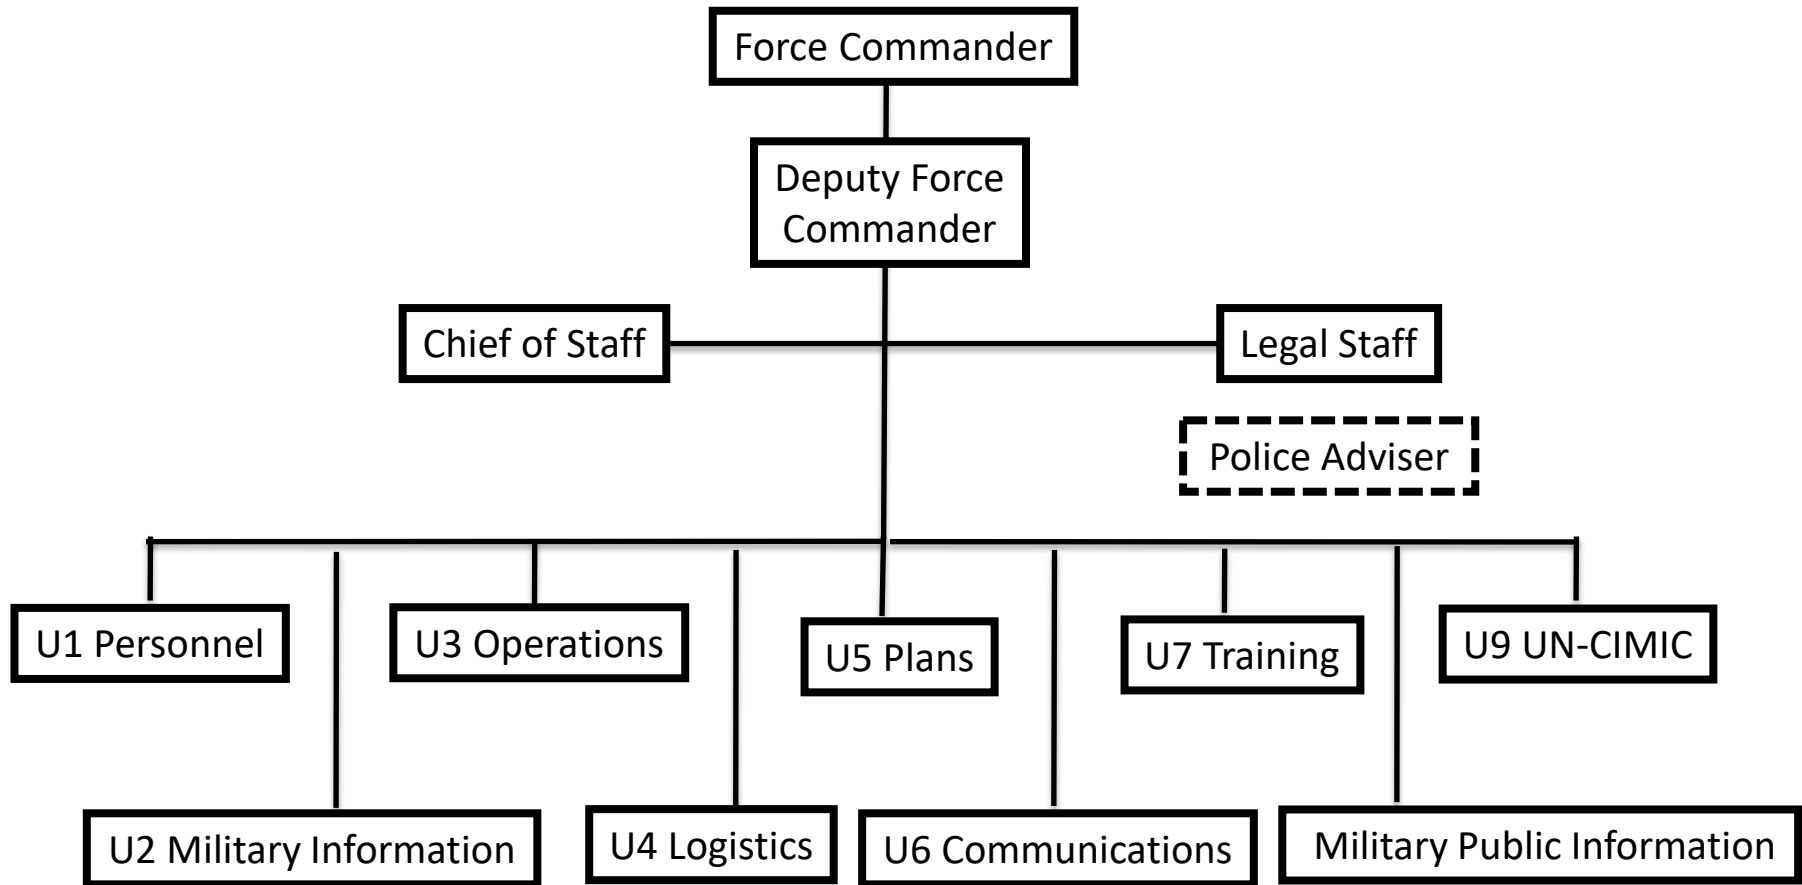 Force Commander
Deputy Force
Commander
Chief of Staff
Legal Staff
Police Adviser
U1 Personnel
U3 Operations
U5 Plans
U7 Training
U9 UN-CIMIC
U2 Military Information
U4 Logistics
U6 Communications
Military Public Information